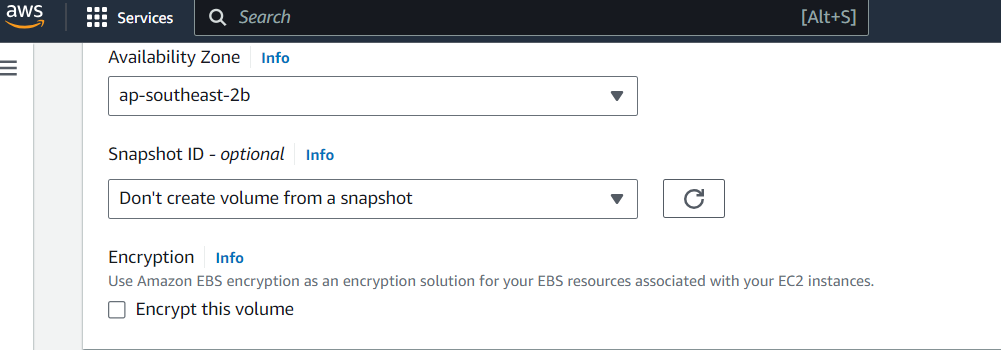 aws Services Search [Alt+S]
Availability Zone Info
ap-southeast-2b
Snapshot ID - optional Info
Don't create volume from a snapshot
Encryption Info
Use Amazon EBS encryption as an encryption solution for your EBS resources associated with your EC2 instances.
Encrypt this volume